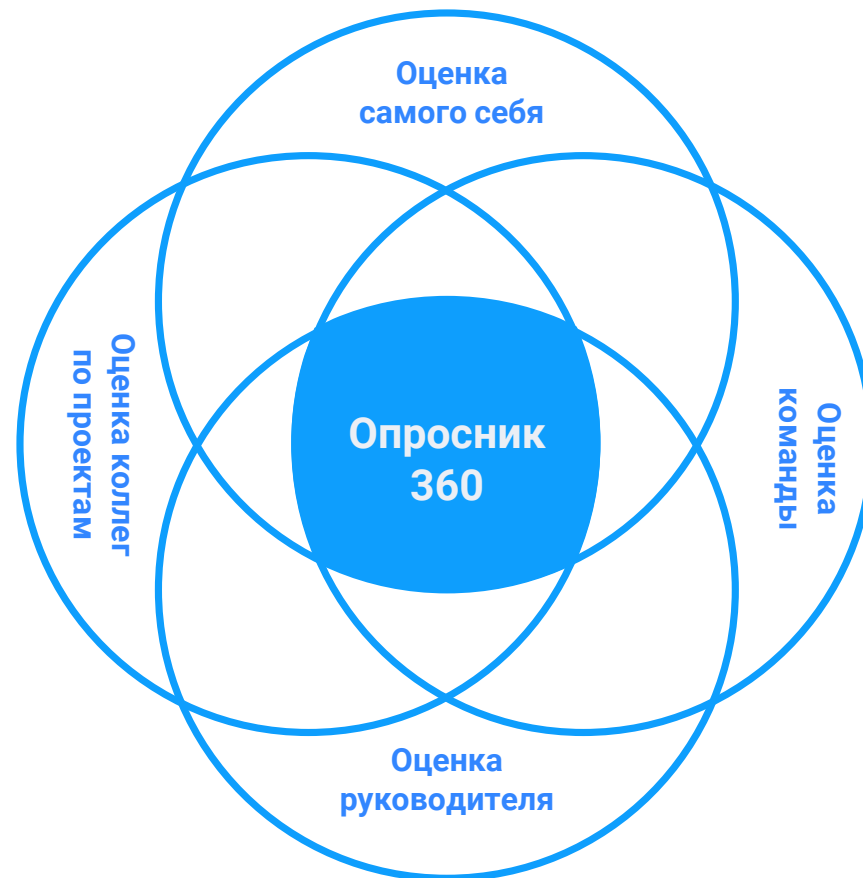 Оценка
самого себя
Оценка коллег
по проектам
Опросник
360
Оценка
команды
Оценка
руководителя